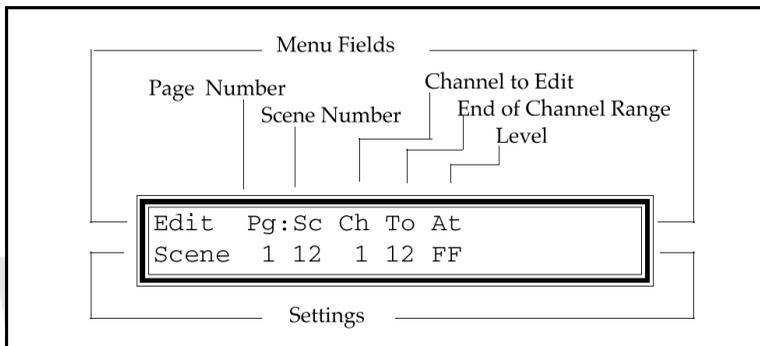 Menu Fields
Page Number
Channel to Edit
Scene Number
End of Channel Range
Level
Edit Pg:Sc Ch To At
Scene 1 12 1 12 FF
Settings